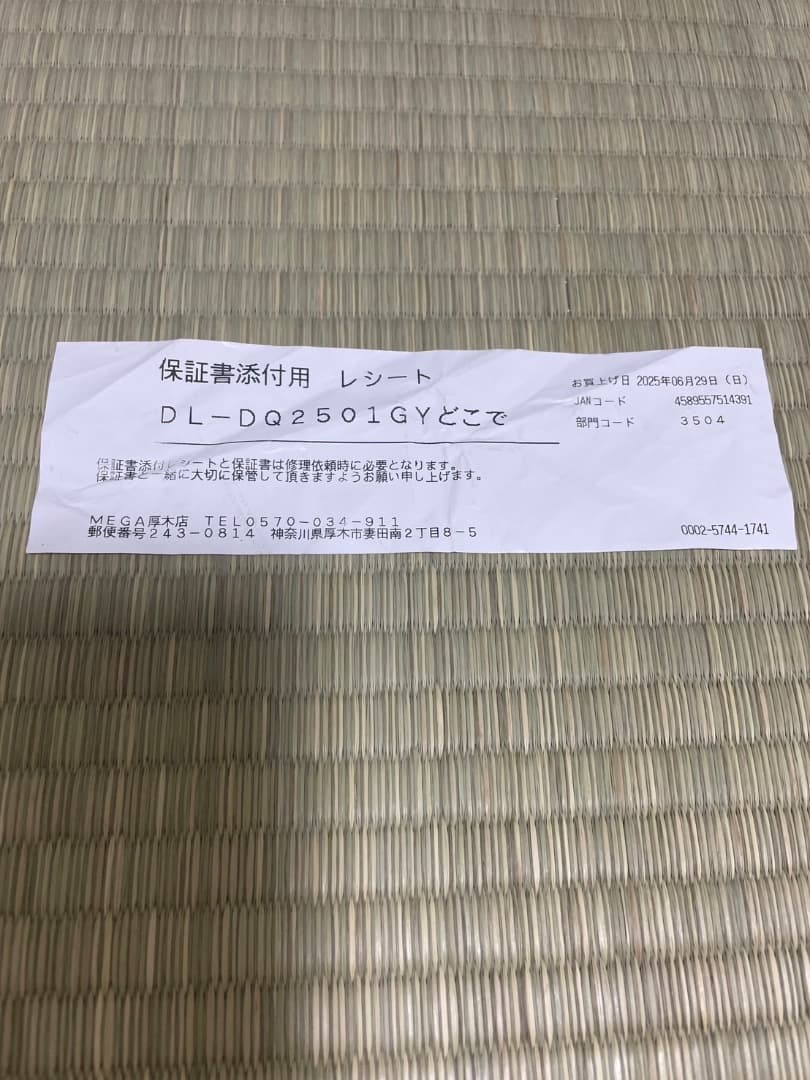 保証書添付用 レシート
お買上げ日 2025年06月29日(日)
DL-DQ2501GYどこで
JANコード 4589557514391
部門コード 3504
保証書添付レシートと保証書は修理依頼時に必要となります。
保証書と一緒に大切に保管して頂きますようお願い申し上げます。
MEGA厚木店 TEL0570-034-911
郵便番号243-0814 神奈川県厚木市妻田南2丁目8-5
0002-5744-1741